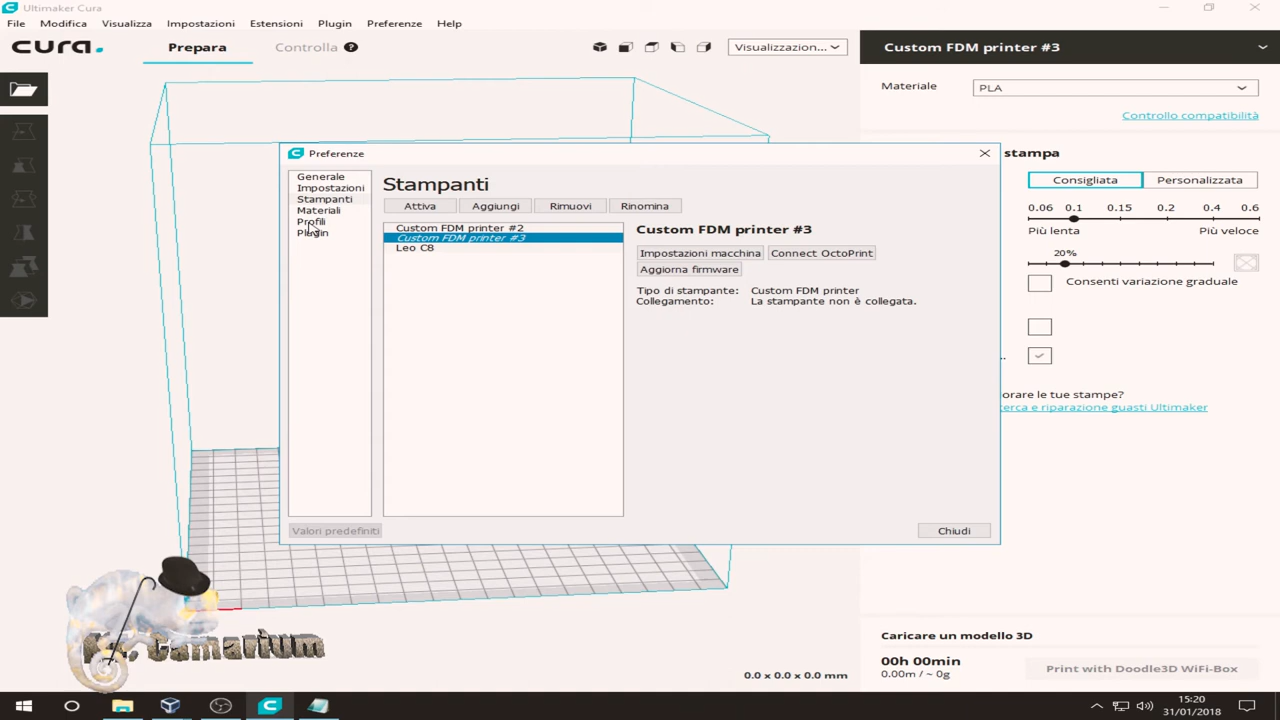 Ultimaker Cura
File Modifica Visualizza Impostazioni Estensioni Plugin Preferenze Help
cura. Prepara Controlla ? Visualizzazion...
Custom FDM printer #3
Materiale PLA
Controllo compatibilità
stampa
Consigliata Personalizzata
0.06 0.1 0.15 0.2 0.4 0.6
Più lenta Più veloce
20%
Consenti variazione graduale
...
orare le tue stampe?
cerca e riparazione guasti Ultimaker
Preferenze
Generale
Impostazioni
Stampanti
Materiali
Profili
Plugin
Stampanti
Attiva Aggiungi Rimuovi Rinomina
Custom FDM printer #2
Custom FDM printer #3
Leo C8
Custom FDM printer #3
Impostazioni macchina Connect OctoPrint
Aggiorna firmware
Tipo di stampante: Custom FDM printer
Collegamento: La stampante non è collegata.
Valori predefiniti Chiudi
Camarium
0.0 x 0.0 x 0.0 mm
Caricare un modello 3D
00h 00min
0.00m / ~ 0g
Print with Doodle3D WiFi-Box
15:20
31/01/2018